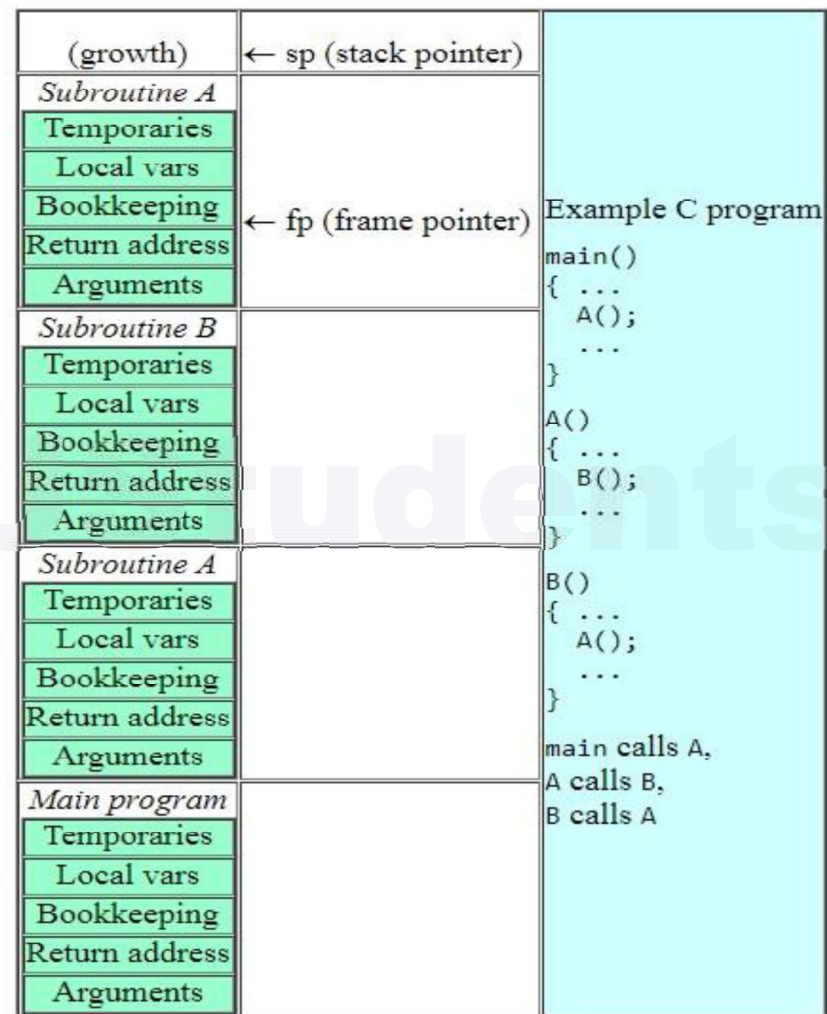 (growth)
← sp (stack pointer)
Subroutine A
Temporaries
Local vars
Bookkeeping
Return address
Arguments
← fp (frame pointer)
Subroutine B
Temporaries
Local vars
Bookkeeping
Return address
Arguments
Subroutine A
Temporaries
Local vars
Bookkeeping
Return address
Arguments
Main program
Temporaries
Local vars
Bookkeeping
Return address
Arguments
Example C program
main()
{ ...
A();
...
}
A()
{ ...
B();
...
}
B()
{ ...
A();
...
}
main calls A,
A calls B,
B calls A